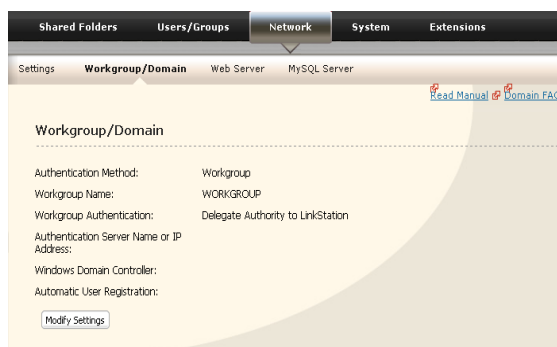 Shared Folders Users/Groups Network System Extensions
Settings Workgroup/Domain Web Server MySQL Server
Read Manual Domain FAQ
Workgroup/Domain
Authentication Method: Workgroup
Workgroup Name: WORKGROUP
Workgroup Authentication: Delegate Authority to LinkStation
Authentication Server Name or IP
Address:
Windows Domain Controller:
Automatic User Registration:
Modify Settings